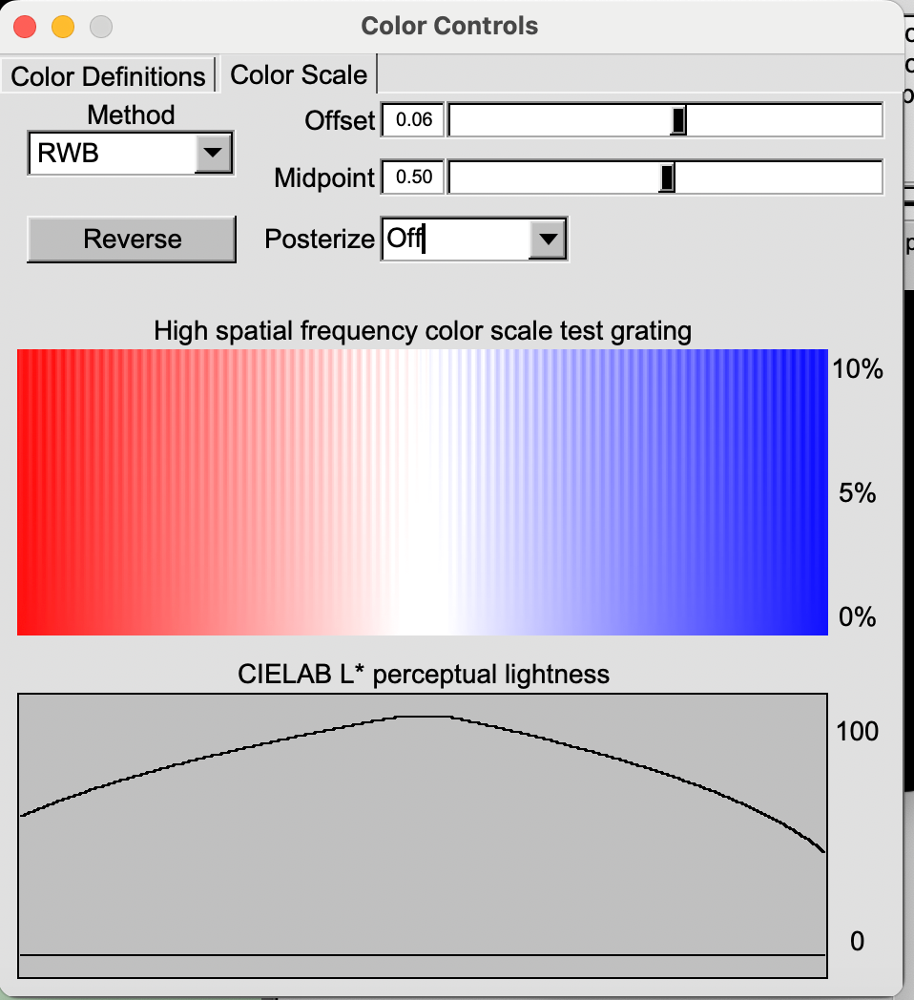 Color Controls
Color Definitions
Color Scale
Method
RWB
Offset
0.06
Midpoint
0.50
Reverse
Posterize
Off
High spatial frequency color scale test grating
10%
5%
0%
CIELAB L* perceptual lightness
100
0